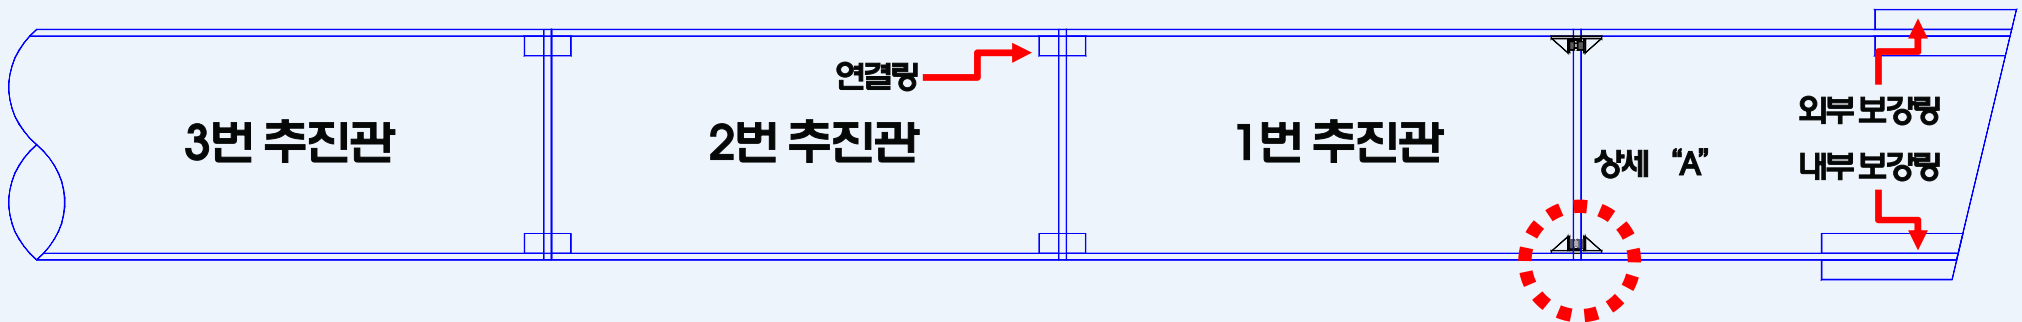 연결링
3번 추진관
2번 추진관
1번 추진관
상세 “A”
외부 보강링
내부 보강링